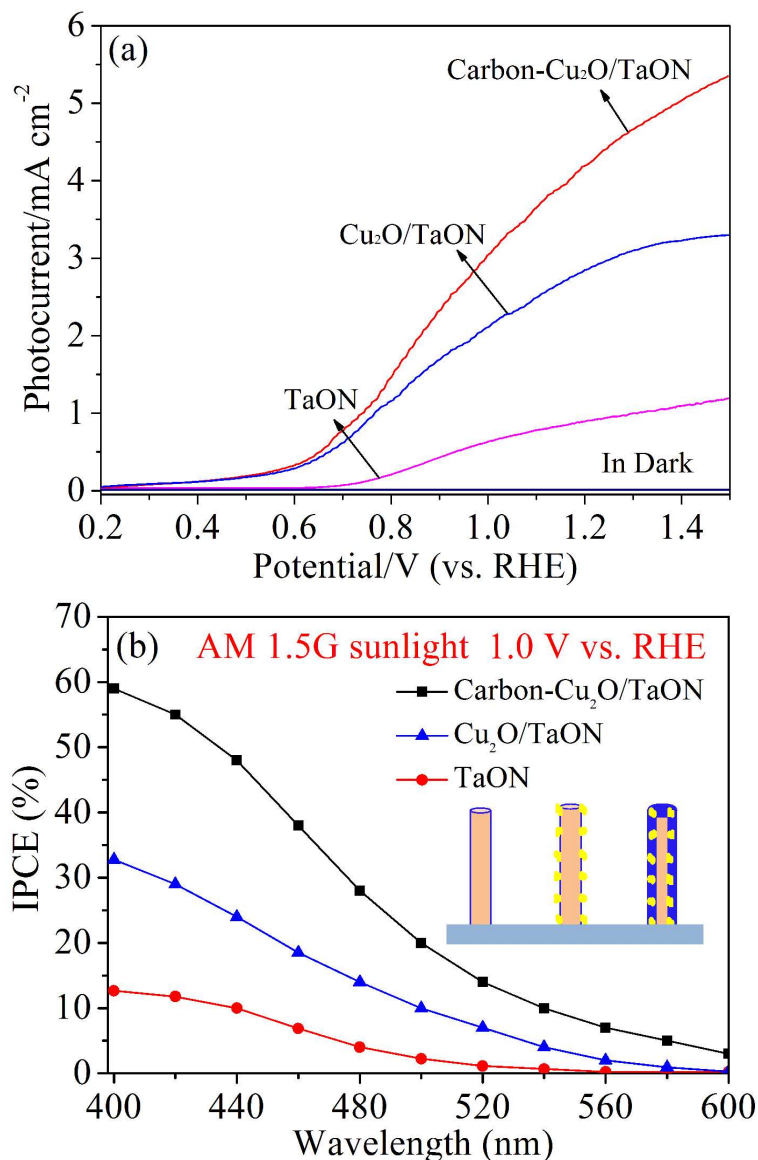 (a)
Carbon-Cu₂O/TaON
Cu₂O/TaON
TaON
In Dark
6
5
4
3
2
1
0
Photocurrent/mA cm⁻²
0.2 0.4 0.6 0.8 1.0 1.2 1.4
Potential/V (vs. RHE)
(b) AM 1.5G sunlight 1.0 V vs. RHE
Carbon-Cu₂O/TaON
Cu₂O/TaON
TaON
70
60
50
40
30
20
10
0
IPCE (%)
400 440 480 520 560 600
Wavelength (nm)